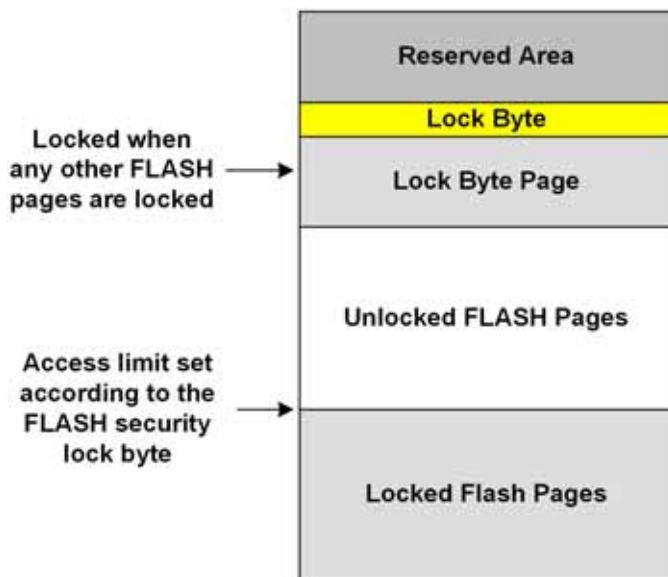 Reserved Area
Lock Byte
Locked when
any other FLASH
pages are locked
Lock Byte Page
Unlocked FLASH Pages
Access limit set
according to the
FLASH security
lock byte
Locked Flash Pages